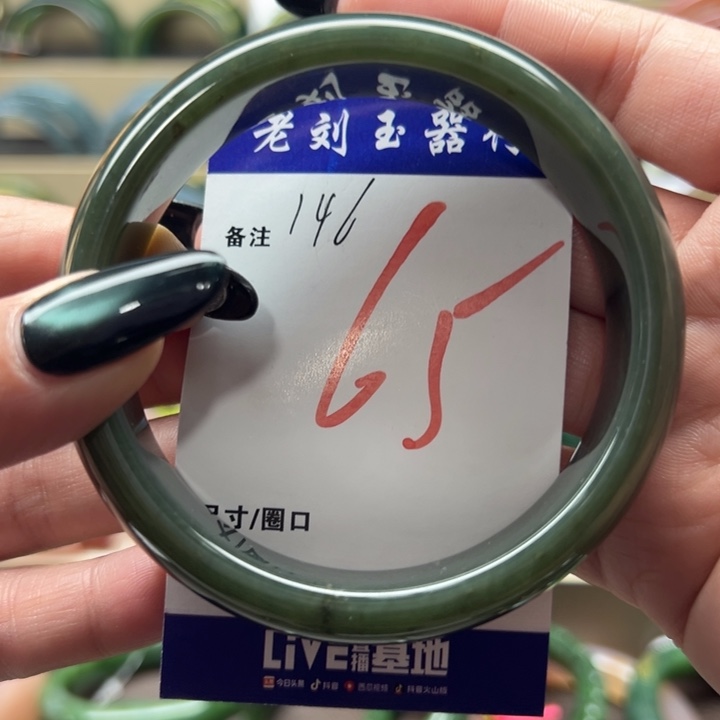 老刘玉器行
备注 146
65
尺寸/圈口
LiVE直播基地
今日头条 抖音 西瓜视频 抖音火山版